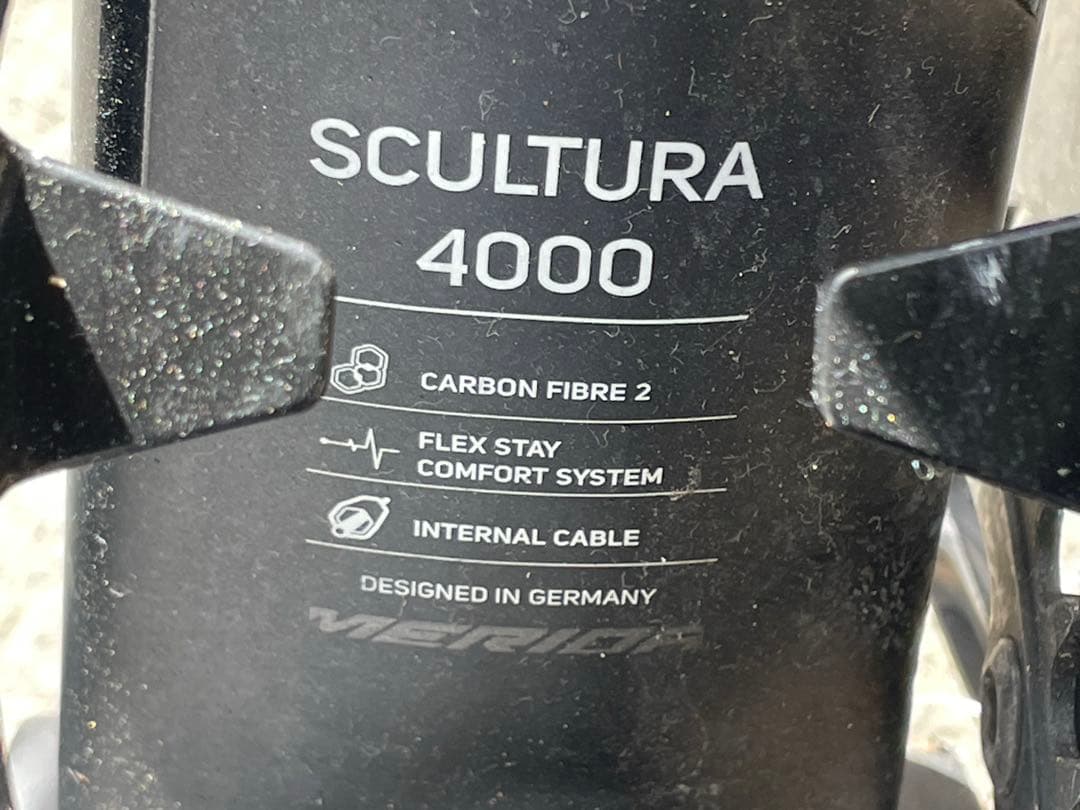 SCULTURA
4000
CARBON FIBRE 2
FLEX STAY
COMFORT SYSTEM
INTERNAL CABLE
DESIGNED IN GERMANY
MERIDA